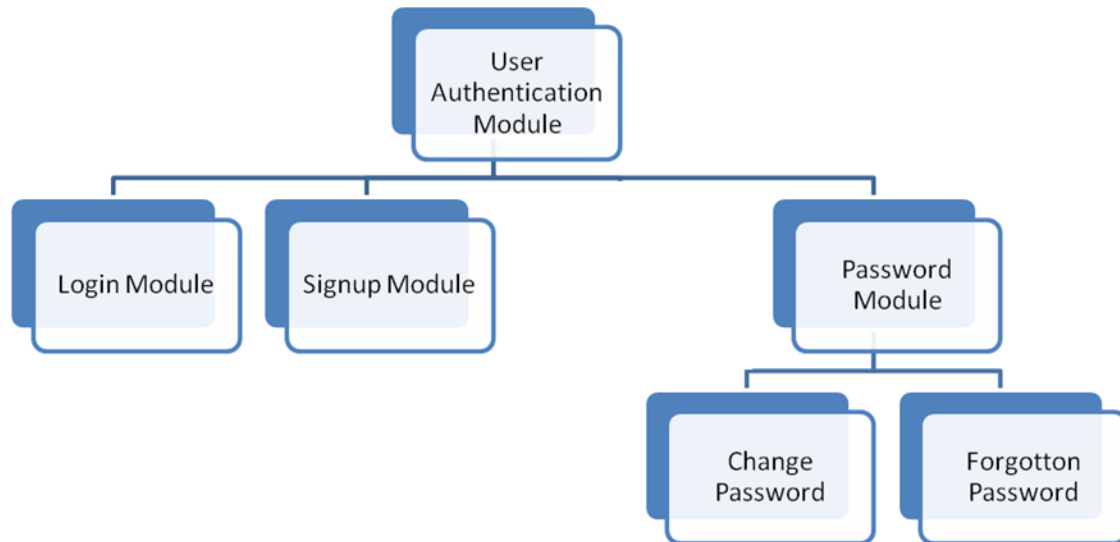 User
Authentication
Module
Login Module
Signup Module
Password
Module
Change
Password
Forgotton
Password